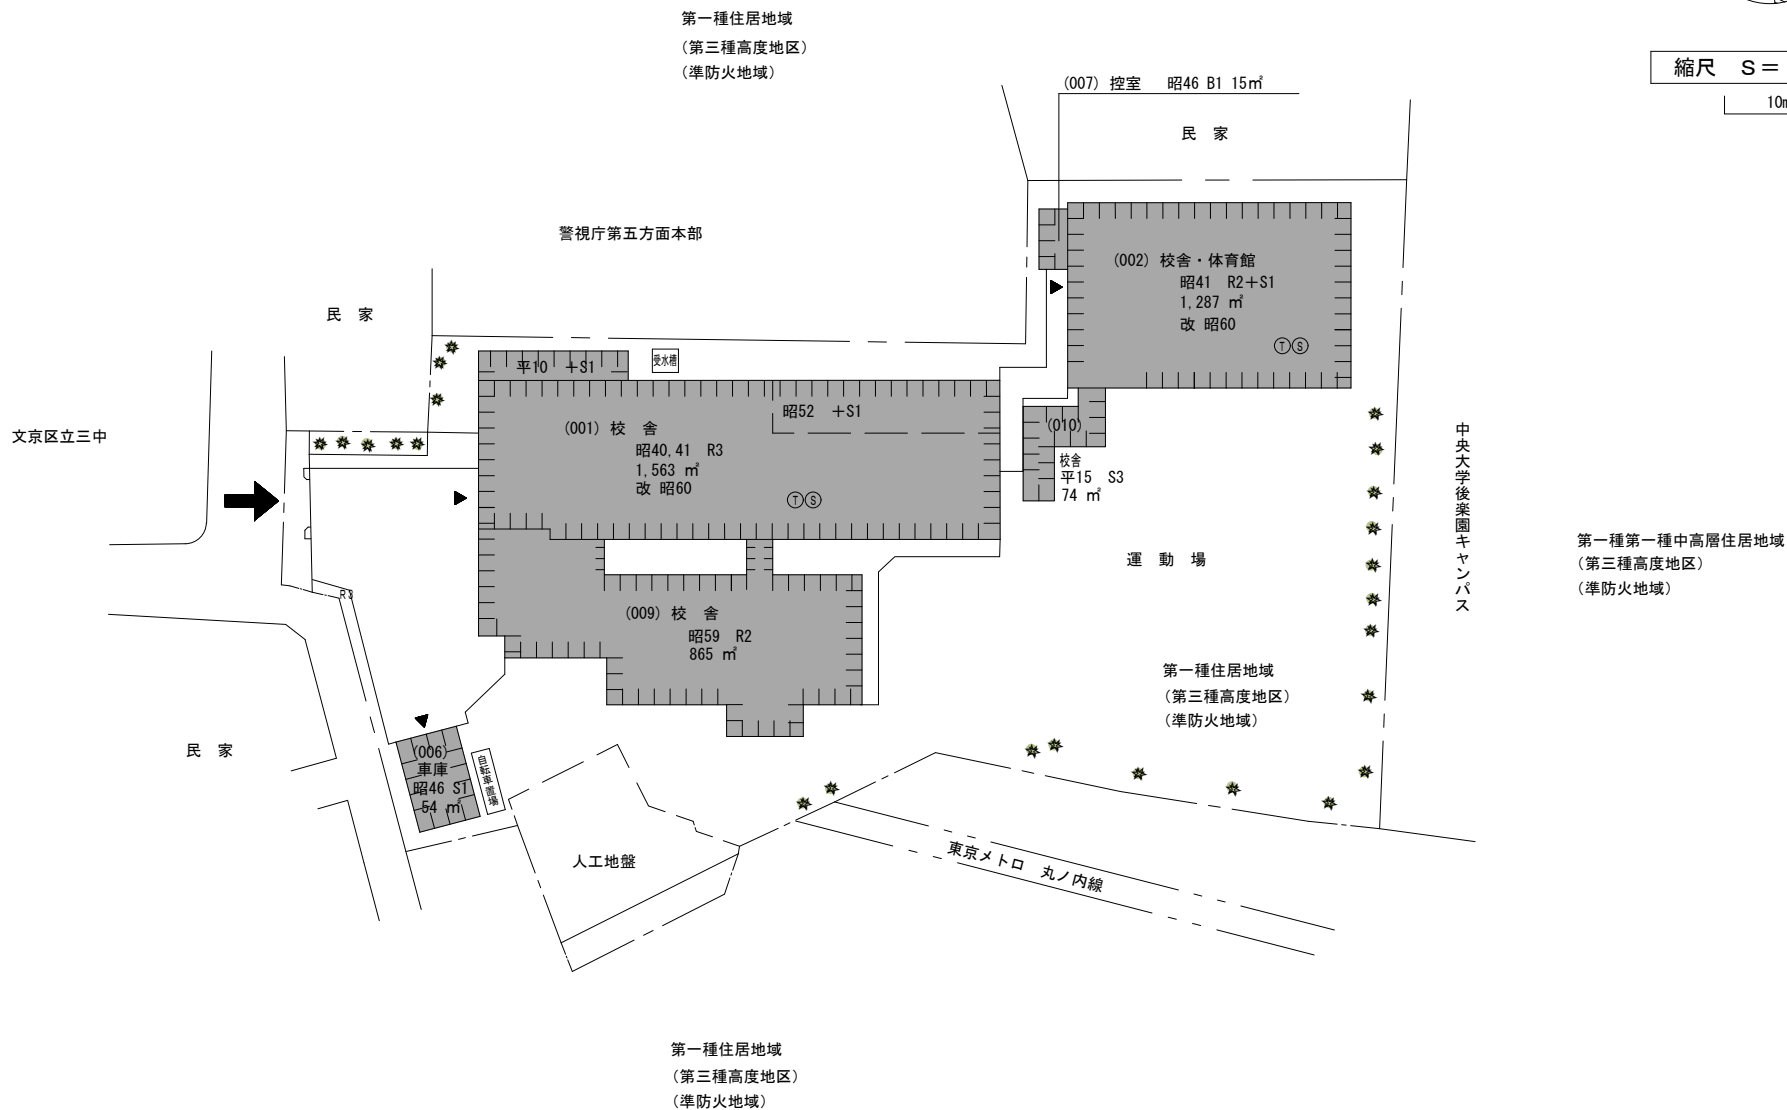 第一種住居地域
（第三種高度地区）
（準防火地域）
縮尺　S＝
10m
(007) 控室　昭46 B1 15㎡
民　家
警視庁第五方面本部
(002) 校舎・体育館
昭41　R2＋S1
1,287 ㎡
改 昭60
Ⓣ Ⓢ
民　家
平10　＋S1
受水槽
昭52　＋S1
(001) 校　舎
昭40,41　R3
1,563 ㎡
改 昭60
Ⓣ Ⓢ
(010)
校舎
平15　S3
74 ㎡
文京区立三中
中央大学後楽園キャンパス
運　動　場
第一種第一種中高層住居地域
（第三種高度地区）
（準防火地域）
R3
(009) 校　舎
昭59　R2
865 ㎡
第一種住居地域
（第三種高度地区）
（準防火地域）
民　家
(006)
車庫
昭46 S1
54 ㎡
自転車置場
人工地盤
東京メトロ　丸ノ内線
第一種住居地域
（第三種高度地区）
（準防火地域）